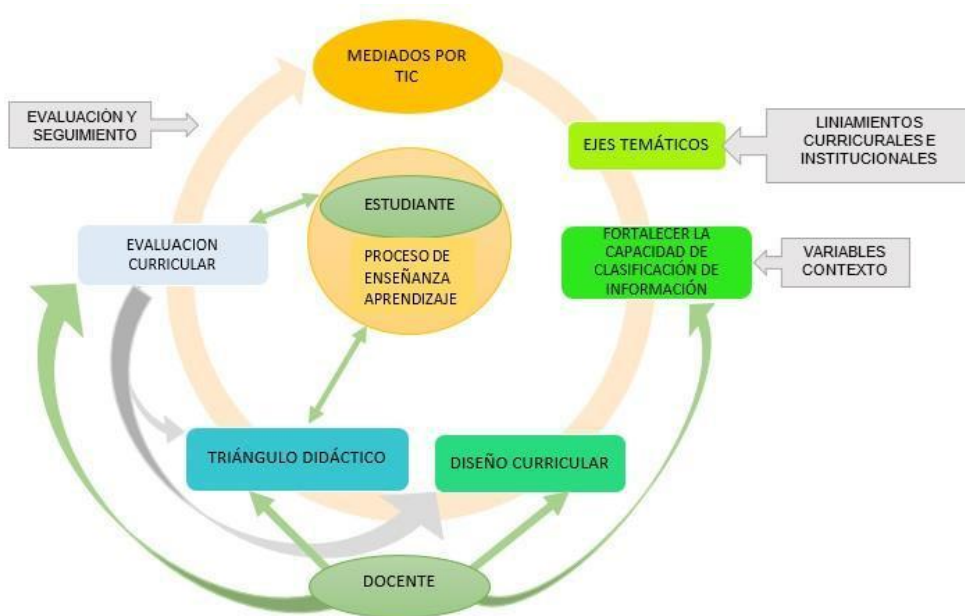 MEDIADOS POR
TIC
EVALUACIÓN Y
SEGUIMIENTO
EJES TEMÁTICOS
LINIAMIENTOS
CURRICURALES E
INSTITUCIONALES
ESTUDIANTE
PROCESO DE
ENSEÑANZA
APRENDIZAJE
EVALUACION
CURRICULAR
FORTALECER LA
CAPACIDAD DE
CLASIFICACIÓN DE
INFORMACIÓN
VARIABLES
CONTEXTO
TRIÁNGULO DIDÁCTICO
DISEÑO CURRICULAR
DOCENTE